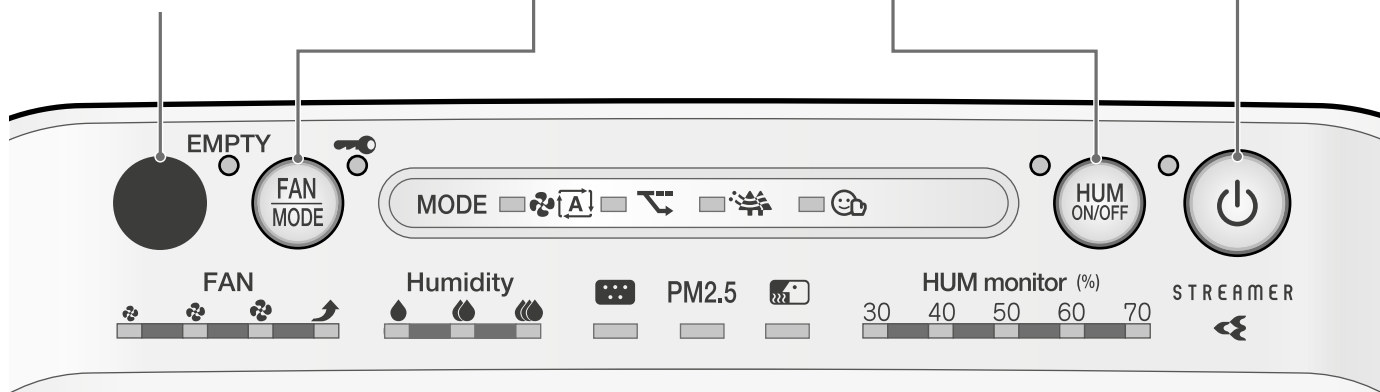 EMPTY
FAN
MODE
MODE A
HUM
ON/OFF
FAN
Humidity
PM2.5
HUM monitor (%)
30 40 50 60 70
STREAMER